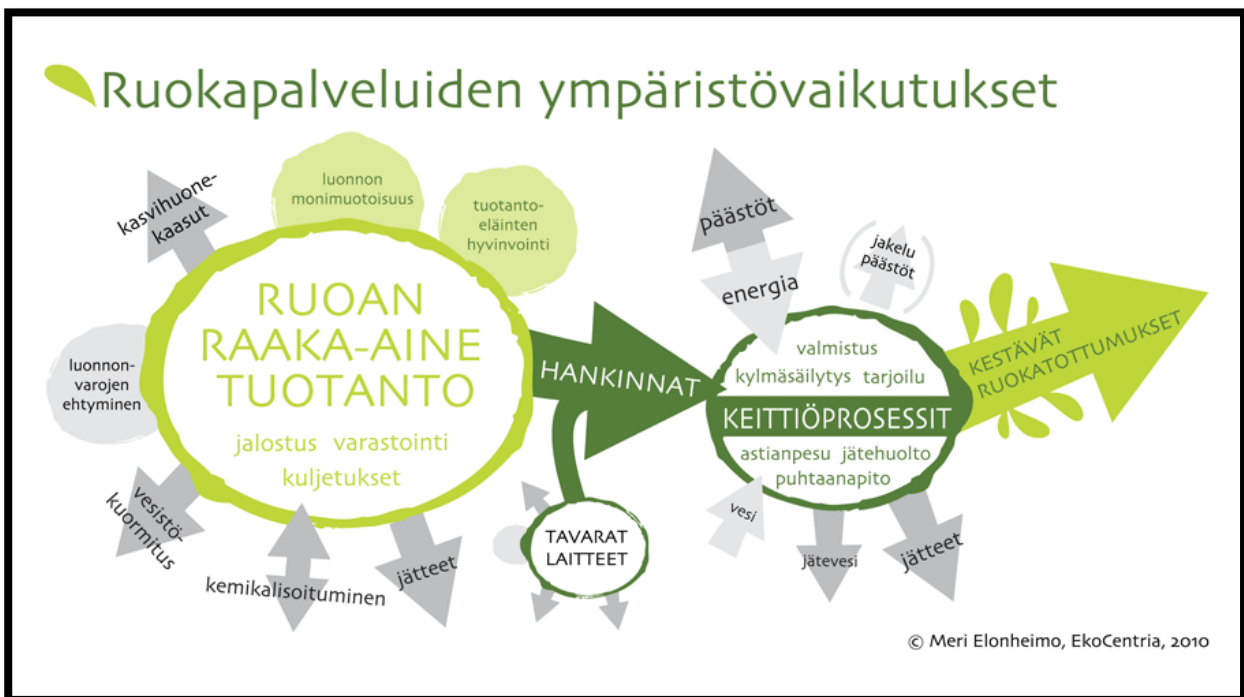 Ruokapalveluiden ympäristövaikutukset
kasvihuone-
kaasut
luonnon
monimuotoisuus
tuotanto-
eläinten
hyvinvointi
RUOAN
RAAKA-AINE
TUOTANTO
jalostus varastointi
kuljetukset
luonnon-
varojen
ehtyminen
vesistö-
kuormitus
kemikalisoituminen
jätteet
HANKINNAT
TAVARAT
LAITTEET
päästöt
energia
jakelu
päästöt
valmistus
kylmäsäilytys tarjoilu
KEITTIÖPROSESSIT
astianpesu jätehuolto
puhtaanapito
vesi
jätevesi
jätteet
KESTÄVÄT
RUOKATOTTUMUKSET
© Meri Elonheimo, EkoCentria, 2010